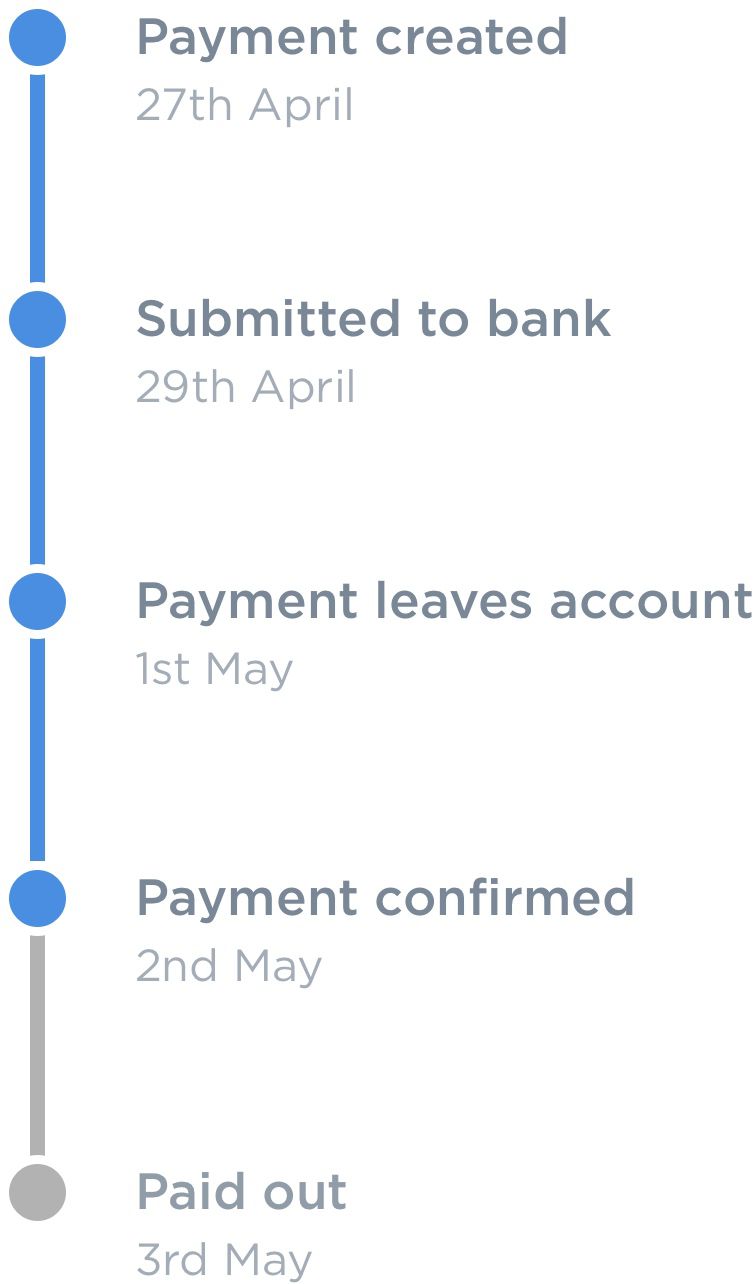 Payment created
27th April
Submitted to bank
29th April
Payment leaves account
1st May
Payment confirmed
2nd May
Paid out
3rd May